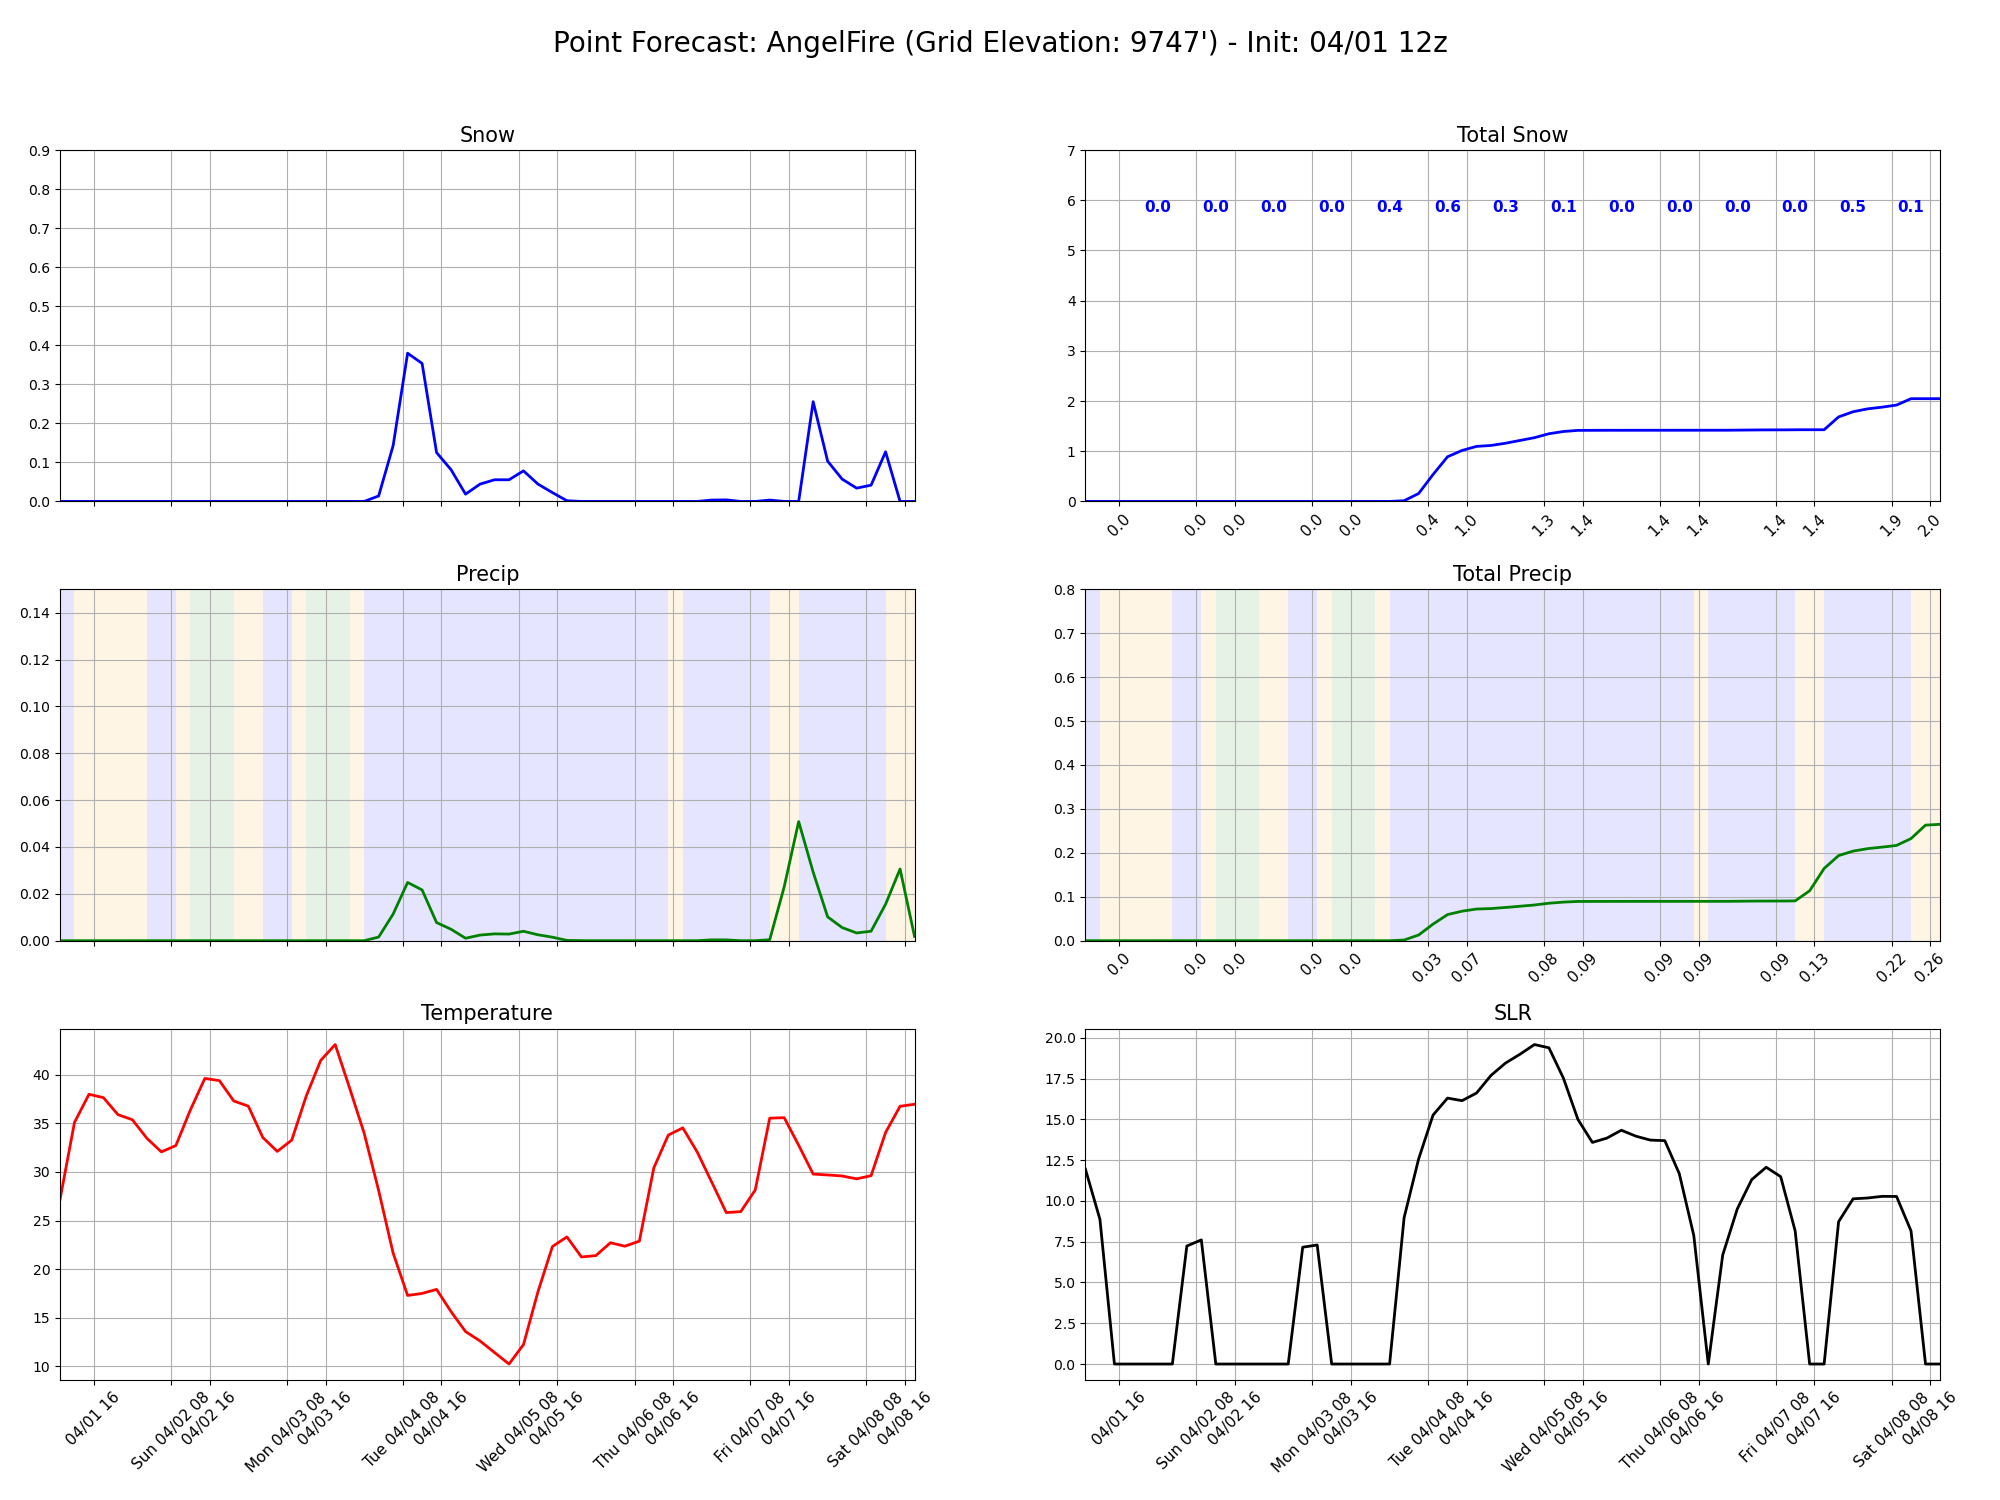 Point Forecast: AngelFire (Grid Elevation: 9747') - Init: 04/01 12z
Snow
0.9
0.8
0.7
0.6
0.5
0.4
0.3
0.2
0.1
0.0
Total Snow
7
6
5
4
3
2
1
0
0.0 0.0 0.0 0.0 0.4 0.6 0.3 0.1 0.0 0.0 0.0 0.0 0.5 0.1
0.0 0.0 0.0 0.0 0.0 0.4 1.0 1.3 1.4 1.4 1.4 1.4 1.4 1.9 2.0
Precip
0.14
0.12
0.10
0.08
0.06
0.04
0.02
0.00
Total Precip
0.8
0.7
0.6
0.5
0.4
0.3
0.2
0.1
0.0
0.0 0.0 0.0 0.0 0.0 0.03 0.07 0.08 0.09 0.09 0.09 0.09 0.13 0.22 0.26
Temperature
40
35
30
25
20
15
10
04/01 16
Sun 04/02 08
04/02 16
Mon 04/03 08
04/03 16
Tue 04/04 08
04/04 16
Wed 04/05 08
04/05 16
Thu 04/06 08
04/06 16
Fri 04/07 08
04/07 16
Sat 04/08 08
04/08 16
SLR
20.0
17.5
15.0
12.5
10.0
7.5
5.0
2.5
0.0
04/01 16
Sun 04/02 08
04/02 16
Mon 04/03 08
04/03 16
Tue 04/04 08
04/04 16
Wed 04/05 08
04/05 16
Thu 04/06 08
04/06 16
Fri 04/07 08
04/07 16
Sat 04/08 08
04/08 16